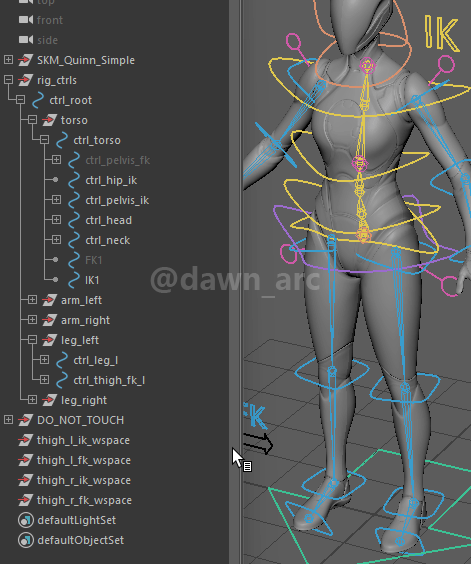 top
front
side
SKM_Quinn_Simple
rig_ctrls
ctrl_root
torso
ctrl_torso
ctrl_pelvis_fk
ctrl_hip_ik
ctrl_pelvis_ik
ctrl_head
ctrl_neck
FK1
IK1
arm_left
arm_right
leg_left
ctrl_leg_l
ctrl_thigh_fk_l
leg_right
DO_NOT_TOUCH
thigh_l_ik_wspace
thigh_l_fk_wspace
thigh_r_ik_wspace
thigh_r_fk_wspace
defaultLightSet
defaultObjectSet
@dawn_arc
IK
FK